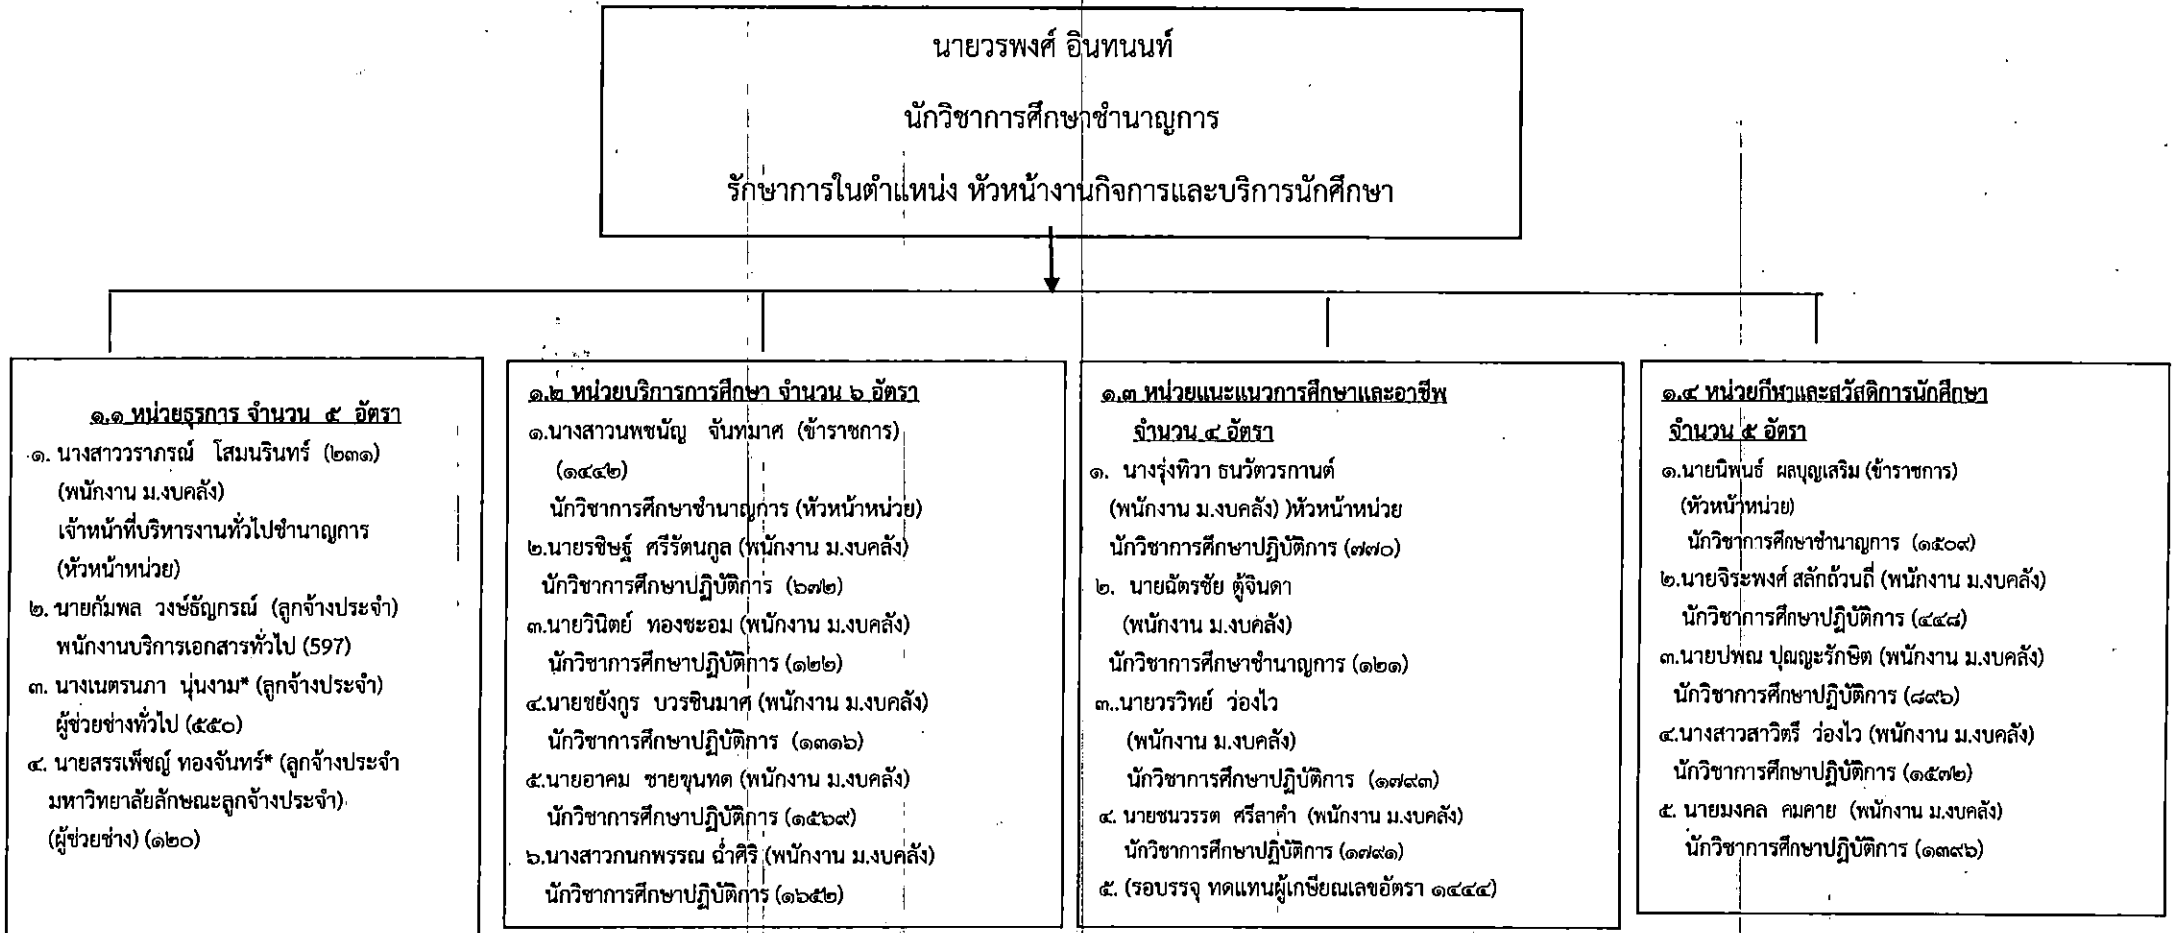 นายวรพงศ์ อินทนนท์
นักวิชาการศึกษาชำนาญการ
รักษาการในตำแหน่ง หัวหน้างานกิจการและบริการนักศึกษา
๑.๑ หน่วยธุรการ จำนวน ๕ อัตรา
๑. นางสาววราภรณ์ โสมนรินทร์ (๒๓๑)
(พนักงาน ม.งบคลัง)
เจ้าหน้าที่บริหารงานทั่วไปชำนาญการ
(หัวหน้าหน่วย)
๒. นายกัมพล วงษ์ธัญกรณ์ (ลูกจ้างประจำ)
พนักงานบริการเอกสารทั่วไป (597)
๓. นางเนตรนภา นุ่นงาม* (ลูกจ้างประจำ)
ผู้ช่วยช่างทั่วไป (๕๕๐)
๔. นายสรรเพ็ชญ์ ทองจันทร์* (ลูกจ้างประจำ
มหาวิทยาลัยลักษณะลูกจ้างประจำ)
(ผู้ช่วยช่าง) (๑๒๐)
๑.๒ หน่วยบริการการศึกษา จำนวน ๖ อัตรา
๑.นางสาวนพชนัญ จันทมาศ (ข้าราชการ)
(๑๔๔๒)
นักวิชาการศึกษาชำนาญการ (หัวหน้าหน่วย)
๒.นายรชิษฐ์ ศรีรัตนกูล (พนักงาน ม.งบคลัง)
นักวิชาการศึกษาปฏิบัติการ (๖๓๒)
๓.นายวินิตย์ ทองชะอม (พนักงาน ม.งบคลัง)
นักวิชาการศึกษาปฏิบัติการ (๑๒๒)
๔.นายชยังกูร บวรชินมาศ (พนักงาน ม.งบคลัง)
นักวิชาการศึกษาปฏิบัติการ (๑๓๑๖)
๕.นายอาคม ชายขุนทด (พนักงาน ม.งบคลัง)
นักวิชาการศึกษาปฏิบัติการ (๑๕๖๙)
๖.นางสาวกนกพรรณ ฉ่ำศิริ (พนักงาน ม.งบคลัง)
นักวิชาการศึกษาปฏิบัติการ (๑๖๕๒)
๑.๓ หน่วยแนะแนวการศึกษาและอาชีพ
จำนวน ๔ อัตรา
๑. นางรุ่งทิวา ธนวัตวรกานต์
(พนักงาน ม.งบคลัง) )หัวหน้าหน่วย
นักวิชาการศึกษาปฏิบัติการ (๗๗๐)
๒. นายฉัตรชัย ตู้จินดา
(พนักงาน ม.งบคลัง)
นักวิชาการศึกษาชำนาญการ (๑๒๑)
๓..นายวรวิทย์ ว่องไว
(พนักงาน ม.งบคลัง)
นักวิชาการศึกษาปฏิบัติการ (๑๗๙๓)
๔. นายชนวรรต ศรีลาคำ (พนักงาน ม.งบคลัง)
นักวิชาการศึกษาปฏิบัติการ (๑๗๙๑)
๕. (รอบรรจุ ทดแทนผู้เกษียณเลขอัตรา ๑๔๔๔)
๑.๔ หน่วยกีฬาและสวัสดิการนักศึกษา
จำนวน ๕ อัตรา
๑.นายนิพนธ์ ผลบุญเสริม (ข้าราชการ)
(หัวหน้าหน่วย)
นักวิชาการศึกษาชำนาญการ (๑๕๐๙)
๒.นายจิระพงศ์ สลักถ้วนถี่ (พนักงาน ม.งบคลัง)
นักวิชาการศึกษาปฏิบัติการ (๔๔๘)
๓.นายปพณ ปุณญะรักษิต (พนักงาน ม.งบคลัง)
นักวิชาการศึกษาปฏิบัติการ (๘๙๖)
๔.นางสาวสาวิตรี ว่องไว (พนักงาน ม.งบคลัง)
นักวิชาการศึกษาปฏิบัติการ (๑๕๗๒)
๕. นายมงคล คมคาย (พนักงาน ม.งบคลัง)
นักวิชาการศึกษาปฏิบัติการ (๑๓๙๖)